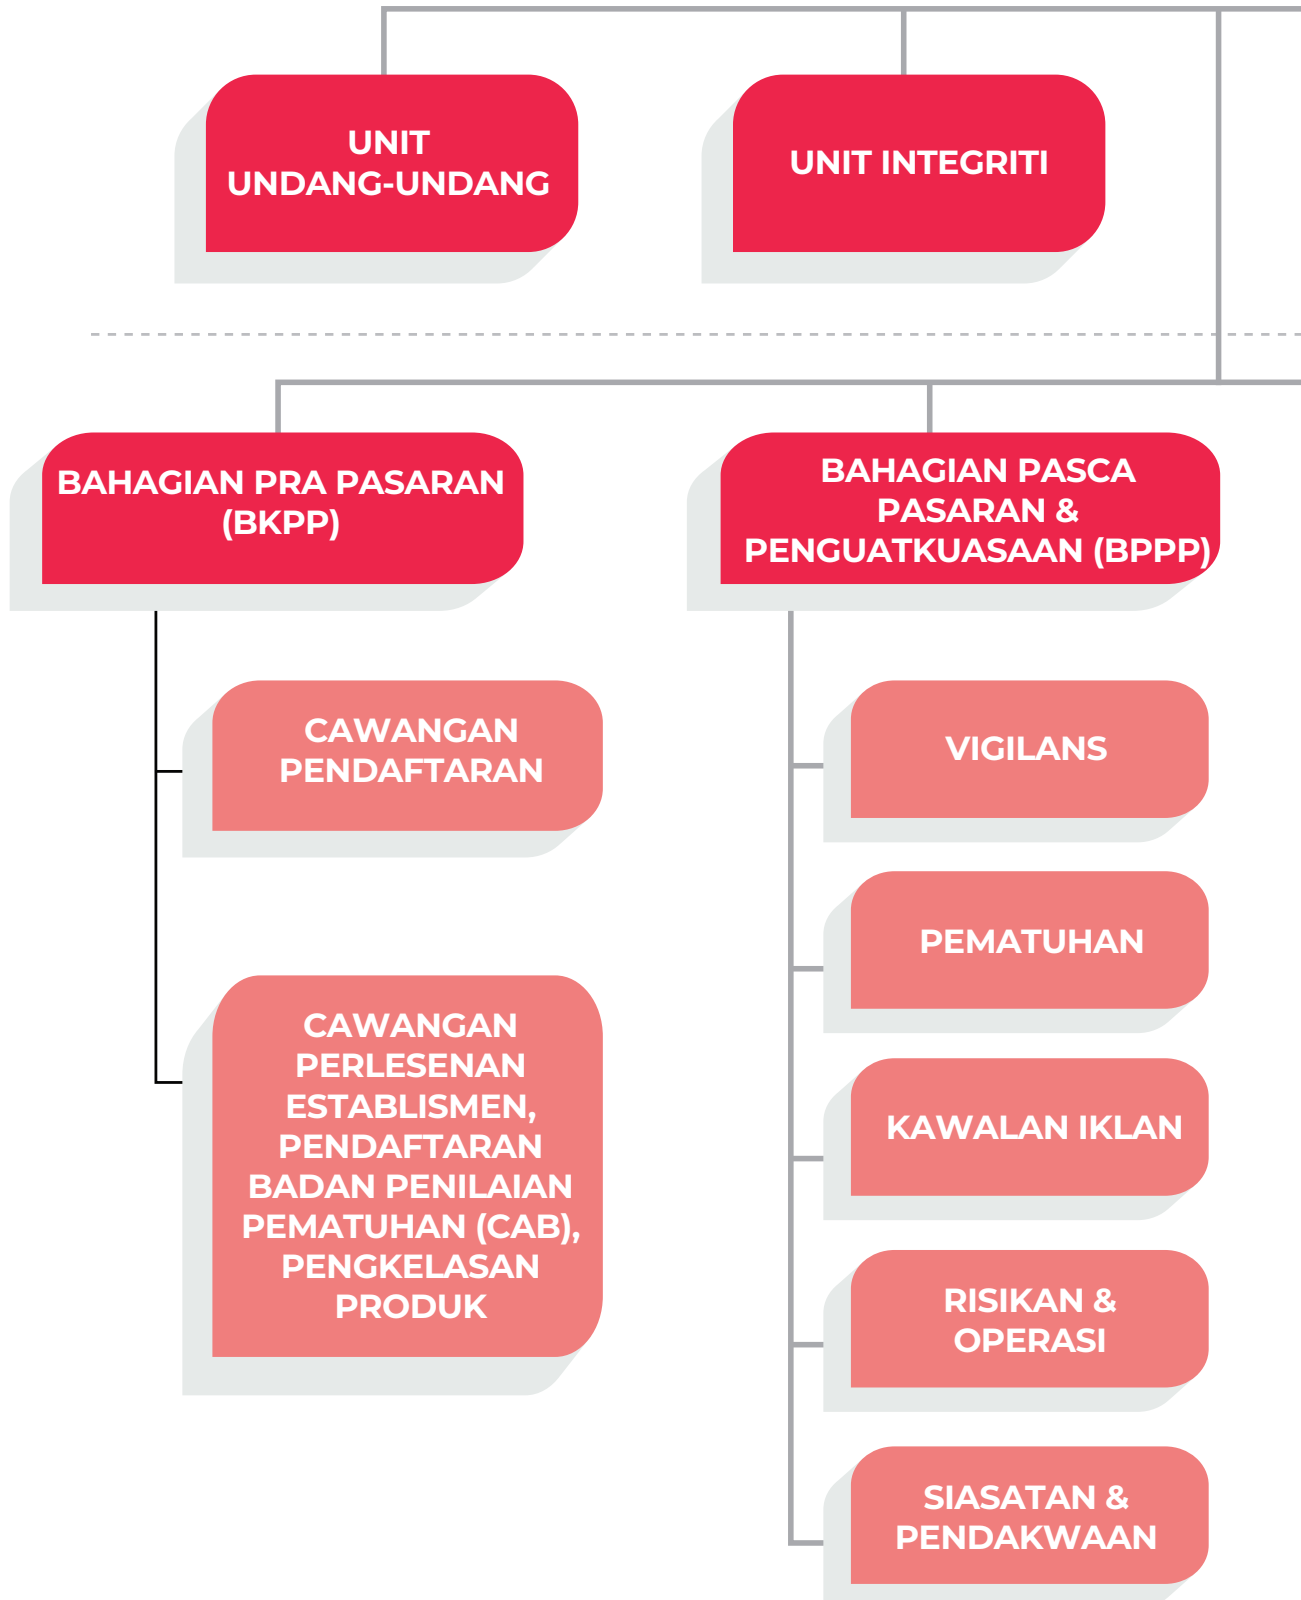 UNIT
UNDANG-UNDANG
UNIT INTEGRITI
BAHAGIAN PRA PASARAN
(BKPP)
BAHAGIAN PASCA
PASARAN &
PENGUATKUASAAN (BPPP)
CAWANGAN
PENDAFTARAN
CAWANGAN
PERLESENAN
ESTABLISMEN,
PENDAFTARAN
BADAN PENILAIAN
PEMATUHAN (CAB),
PENGKELASAN
PRODUK
VIGILANS
PEMATUHAN
KAWALAN IKLAN
RISIKAN &
OPERASI
SIASATAN &
PENDAKWAAN